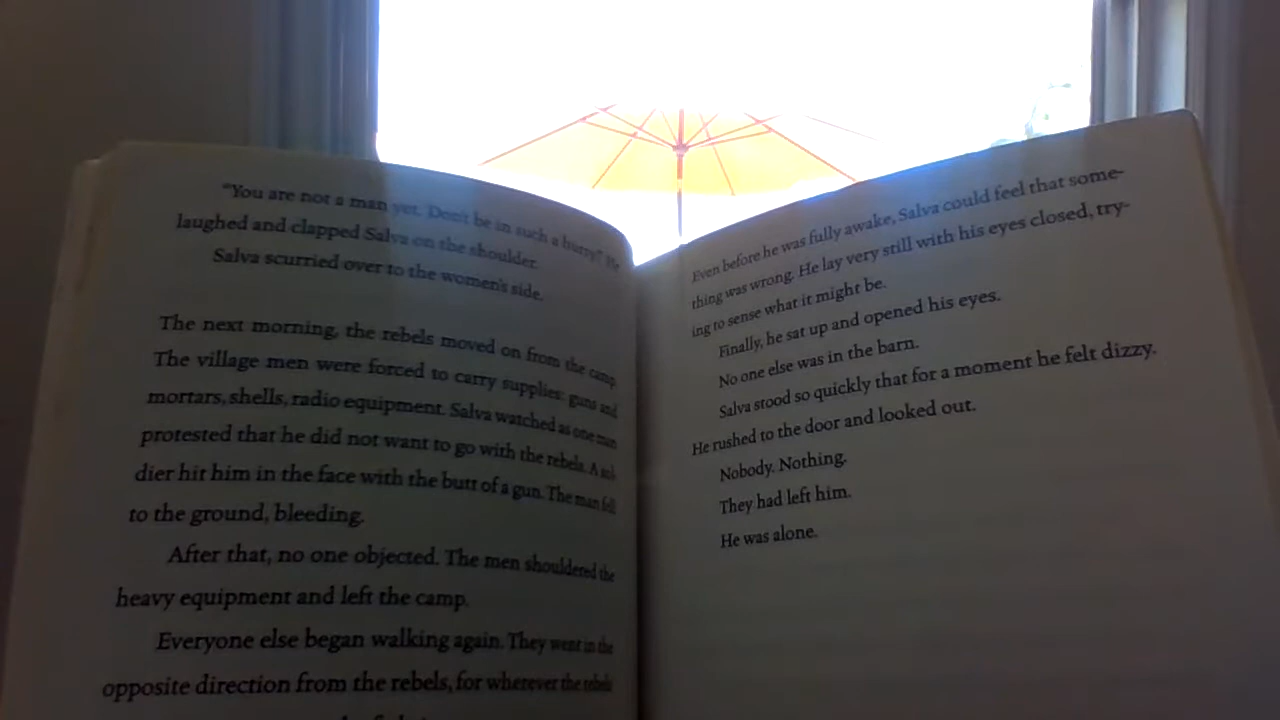 "You are not a man yet. Don't be in such a hurry!" He
laughed and clapped Salva on the shoulder.
Salva scurried over to the women's side.
The next morning, the rebels moved on from the camp.
The village men were forced to carry supplies: guns and
mortars, shells, radio equipment. Salva watched as one man
protested that he did not want to go with the rebels. A sol-
dier hit him in the face with the butt of a gun. The man fell
to the ground, bleeding.
After that, no one objected. The men shouldered the
heavy equipment and left the camp.
Everyone else began walking again. They went in the
opposite direction from the rebels, for wherever the rebels
Even before he was fully awake, Salva could feel that some-
thing was wrong. He lay very still with his eyes closed, try-
ing to sense what it might be.
Finally, he sat up and opened his eyes.
No one else was in the barn.
Salva stood so quickly that for a moment he felt dizzy.
He rushed to the door and looked out.
Nobody. Nothing.
They had left him.
He was alone.